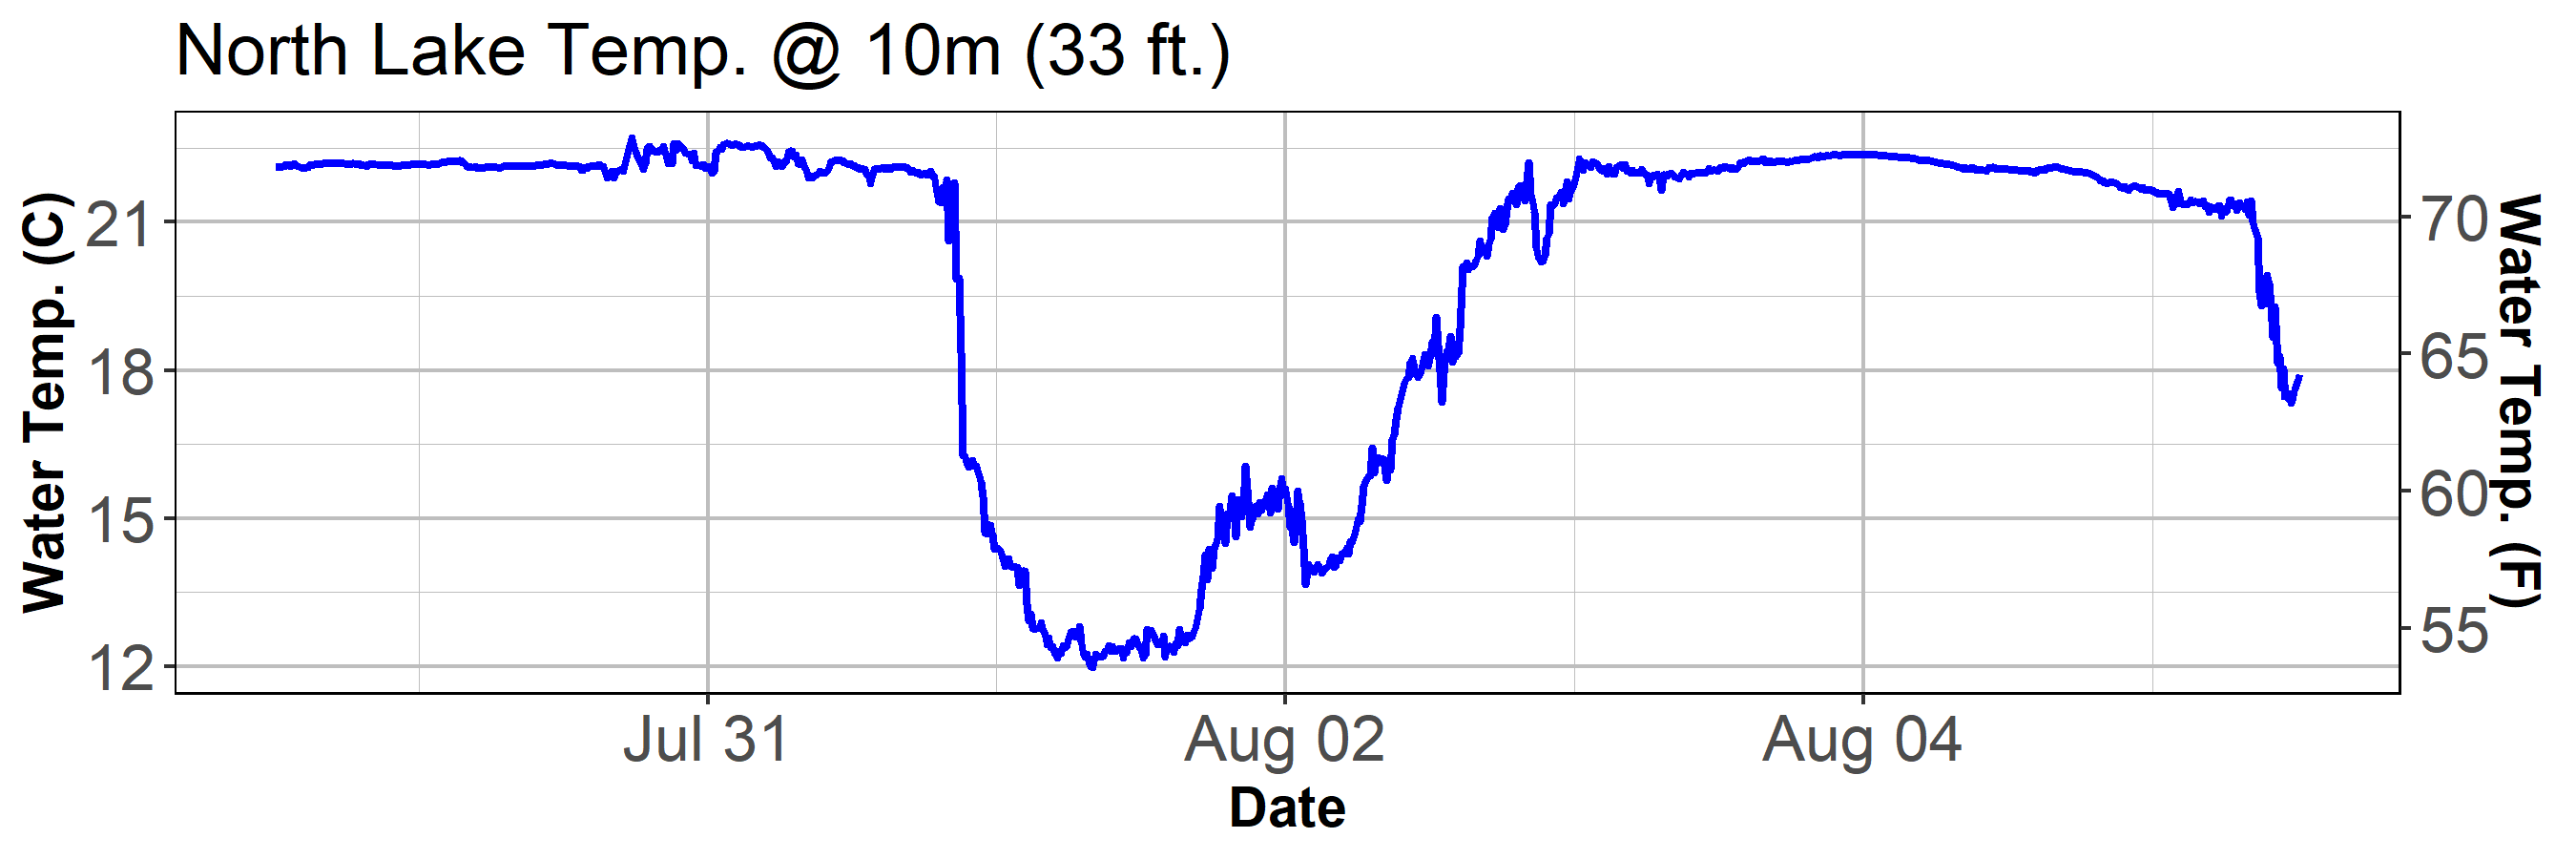 North Lake Temp. @ 10m (33 ft.)
Water Temp. (C)
21
18
15
12
70
65
60
55
Water Temp. (F)
Jul 31
Aug 02
Aug 04
Date